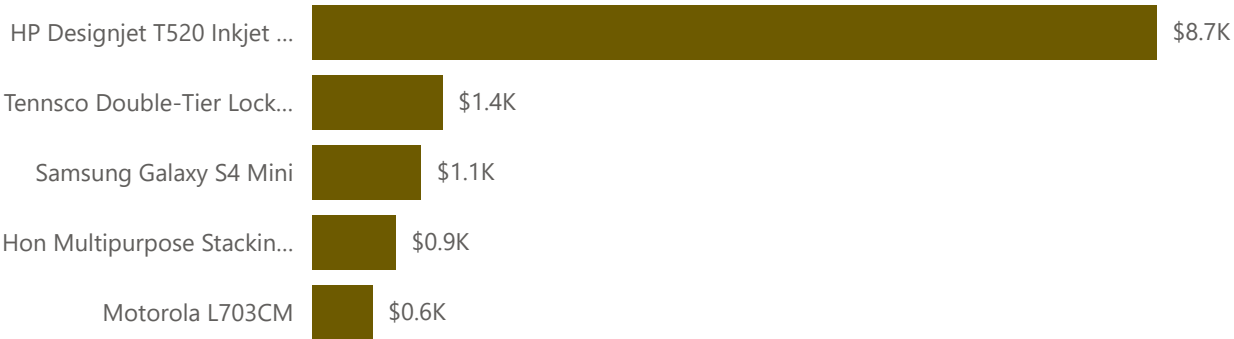 HP Designjet T520 Inkjet ... $8.7K
Tennsco Double-Tier Lock... $1.4K
Samsung Galaxy S4 Mini $1.1K
Hon Multipurpose Stackin... $0.9K
Motorola L703CM $0.6K